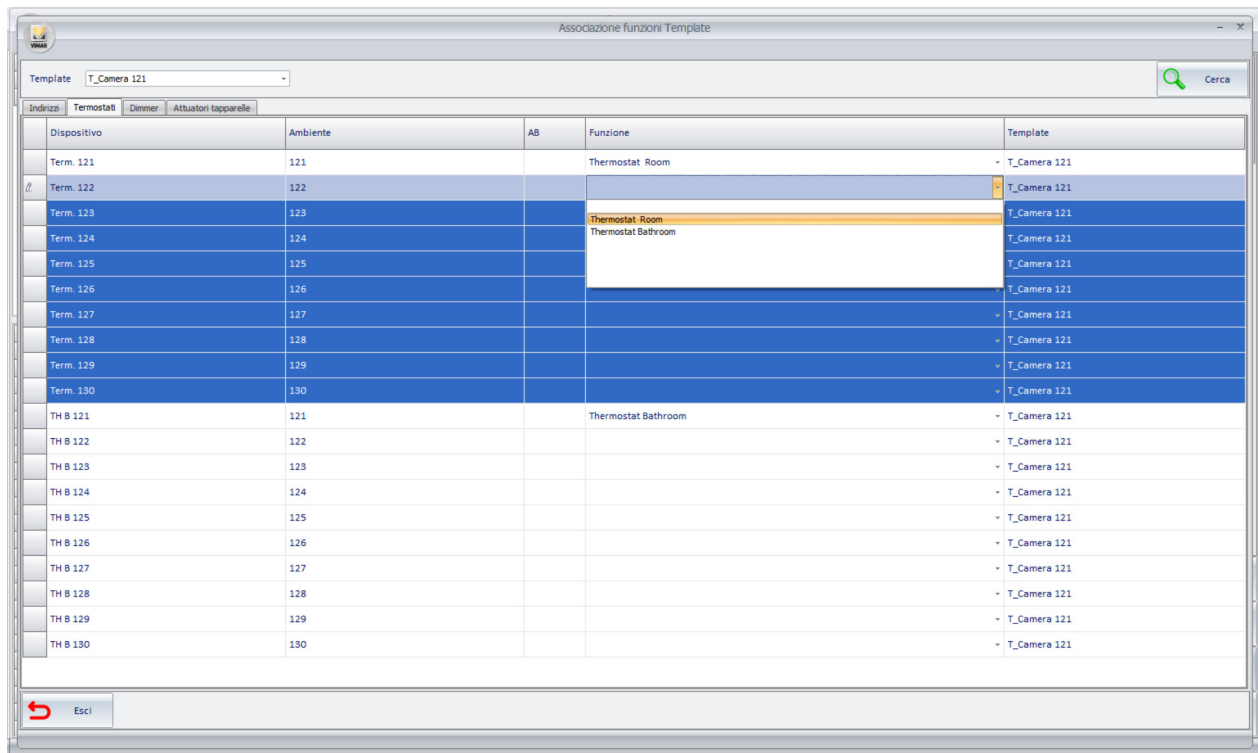 Associazione funzioni Template
VIMAR
Template T_Camera 121 Cerca
Indirizzi Termostati Dimmer Attuatori tapparelle
Dispositivo Ambiente AB Funzione Template
Term. 121 121 Thermostat Room T_Camera 121
Term. 122 122 T_Camera 121
Term. 123 123 T_Camera 121
Thermostat Room
Term. 124 124 Thermostat Bathroom T_Camera 121
Term. 125 125 T_Camera 121
Term. 126 126 T_Camera 121
Term. 127 127 T_Camera 121
Term. 128 128 T_Camera 121
Term. 129 129 T_Camera 121
Term. 130 130 T_Camera 121
TH B 121 121 Thermostat Bathroom T_Camera 121
TH B 122 122 T_Camera 121
TH B 123 123 T_Camera 121
TH B 124 124 T_Camera 121
TH B 125 125 T_Camera 121
TH B 126 126 T_Camera 121
TH B 127 127 T_Camera 121
TH B 128 128 T_Camera 121
TH B 129 129 T_Camera 121
TH B 130 130 T_Camera 121
Esci